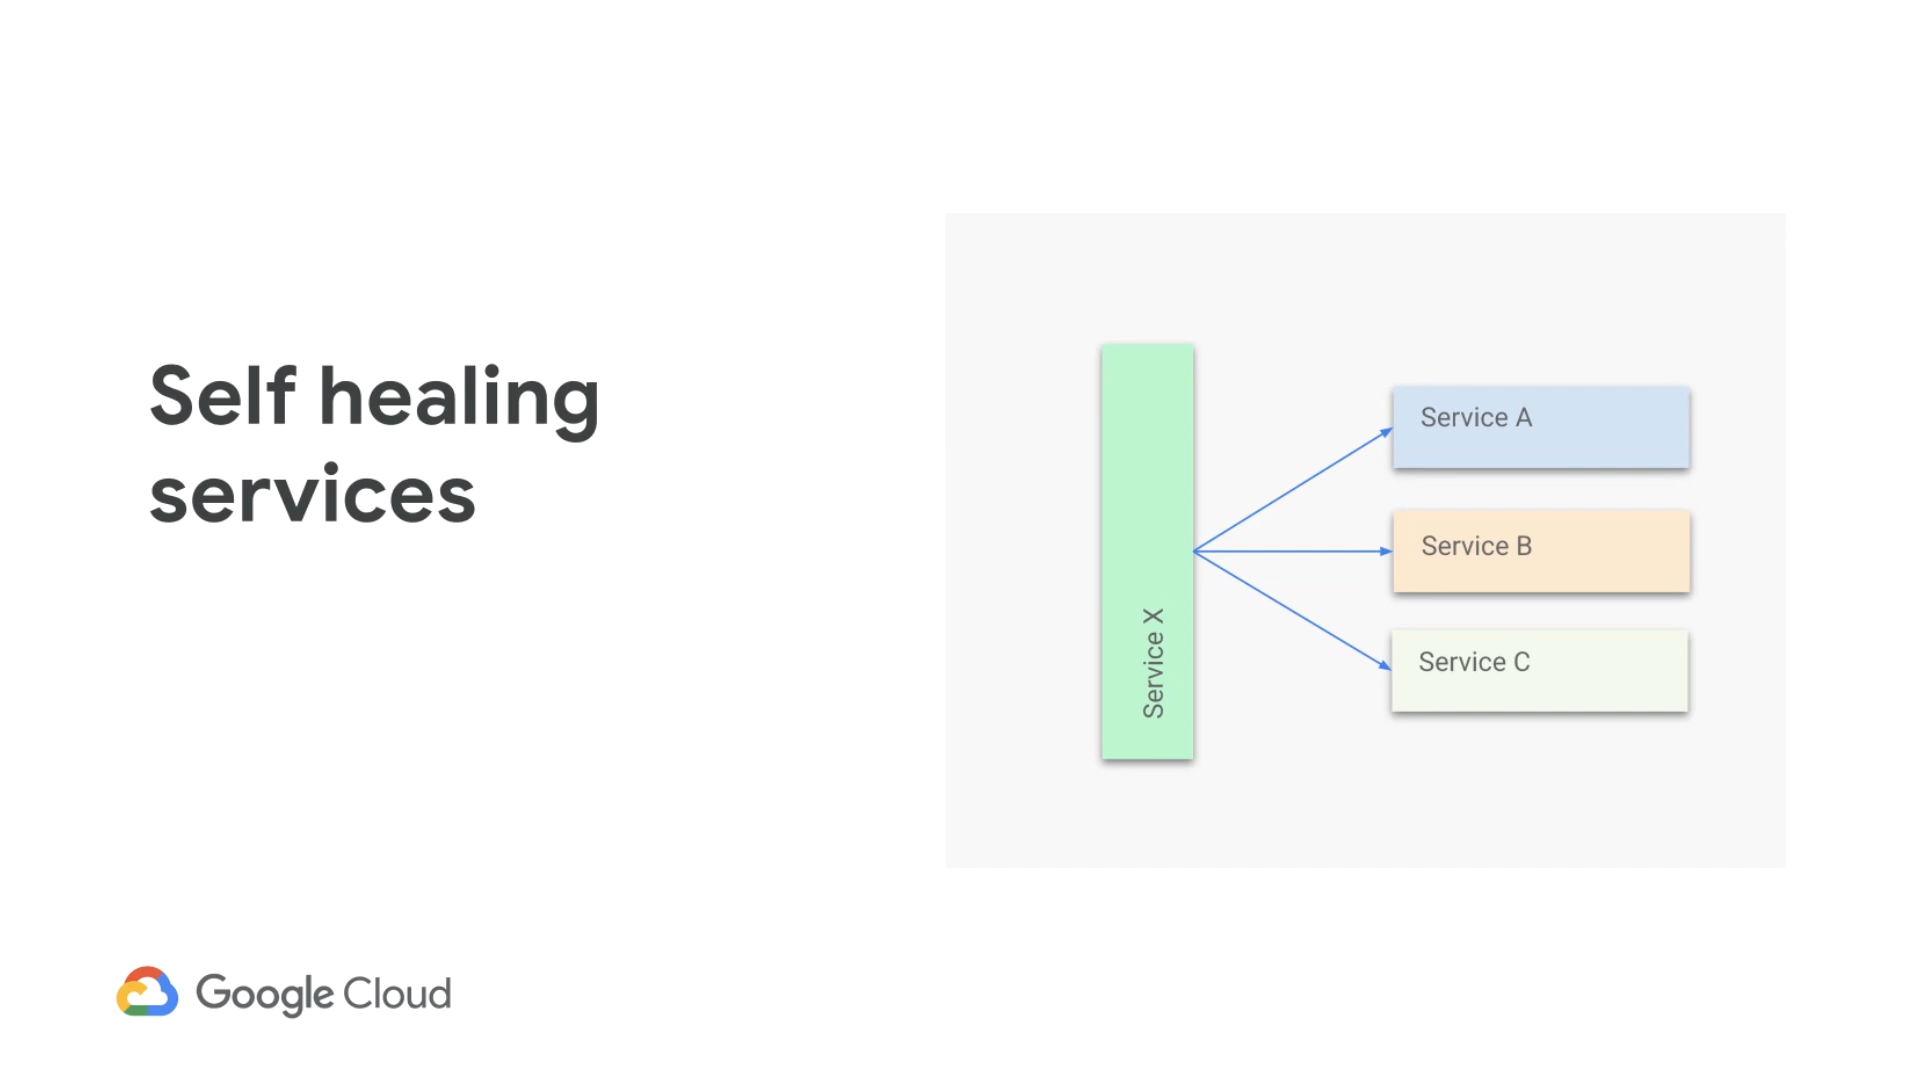 Self healing
services
Service X
Service A
Service B
Service C
Google Cloud